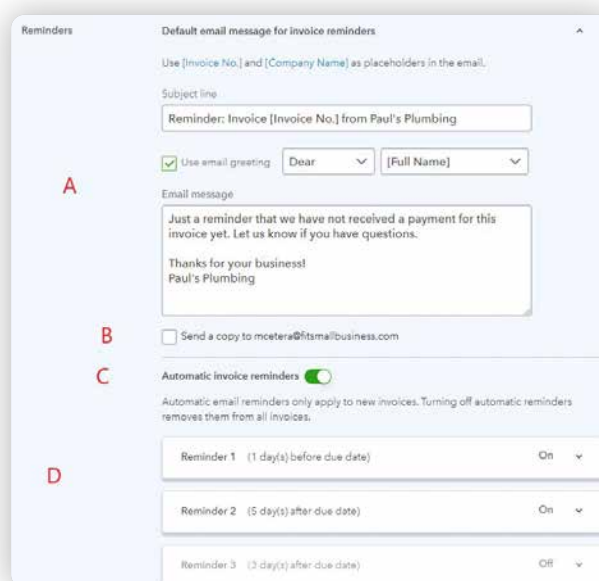 Reminders
Default email message for invoice reminders
Use [Invoice No.] and [Company Name] as placeholders in the email.
Subject line
Reminder: Invoice [Invoice No.] from Paul's Plumbing
Use email greeting Dear [Full Name]
A
Email message
Just a reminder that we have not received a payment for this
invoice yet. Let us know if you have questions.
Thanks for your business!
Paul's Plumbing
B Send a copy to mcetera@fitsmallbusiness.com
C Automatic invoice reminders
Automatic email reminders only apply to new invoices. Turning off automatic reminders
removes them from all invoices.
Reminder 1 (1 day(s) before due date) On
D
Reminder 2 (5 day(s) after due date) On
Reminder 3 (3 day(s) after due date) Off